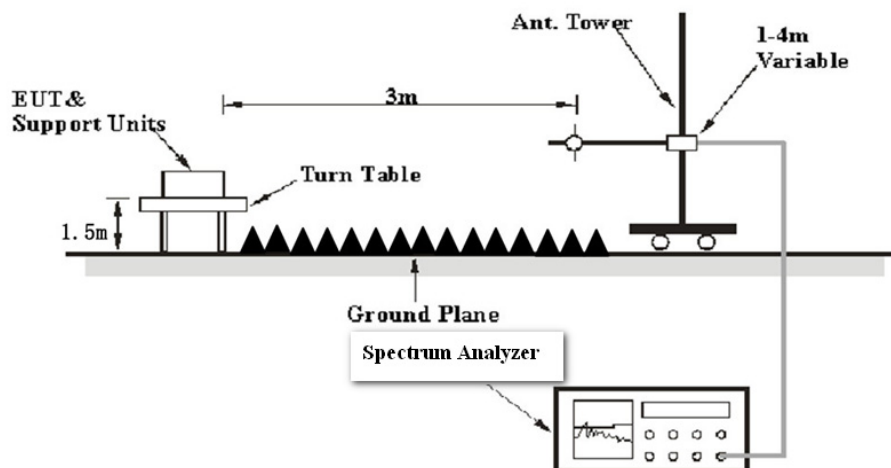 Ant. Tower
1-4m
Variable
3m
EUT&
Support Units
Turn Table
1.5m
Ground Plane
Spectrum Analyzer